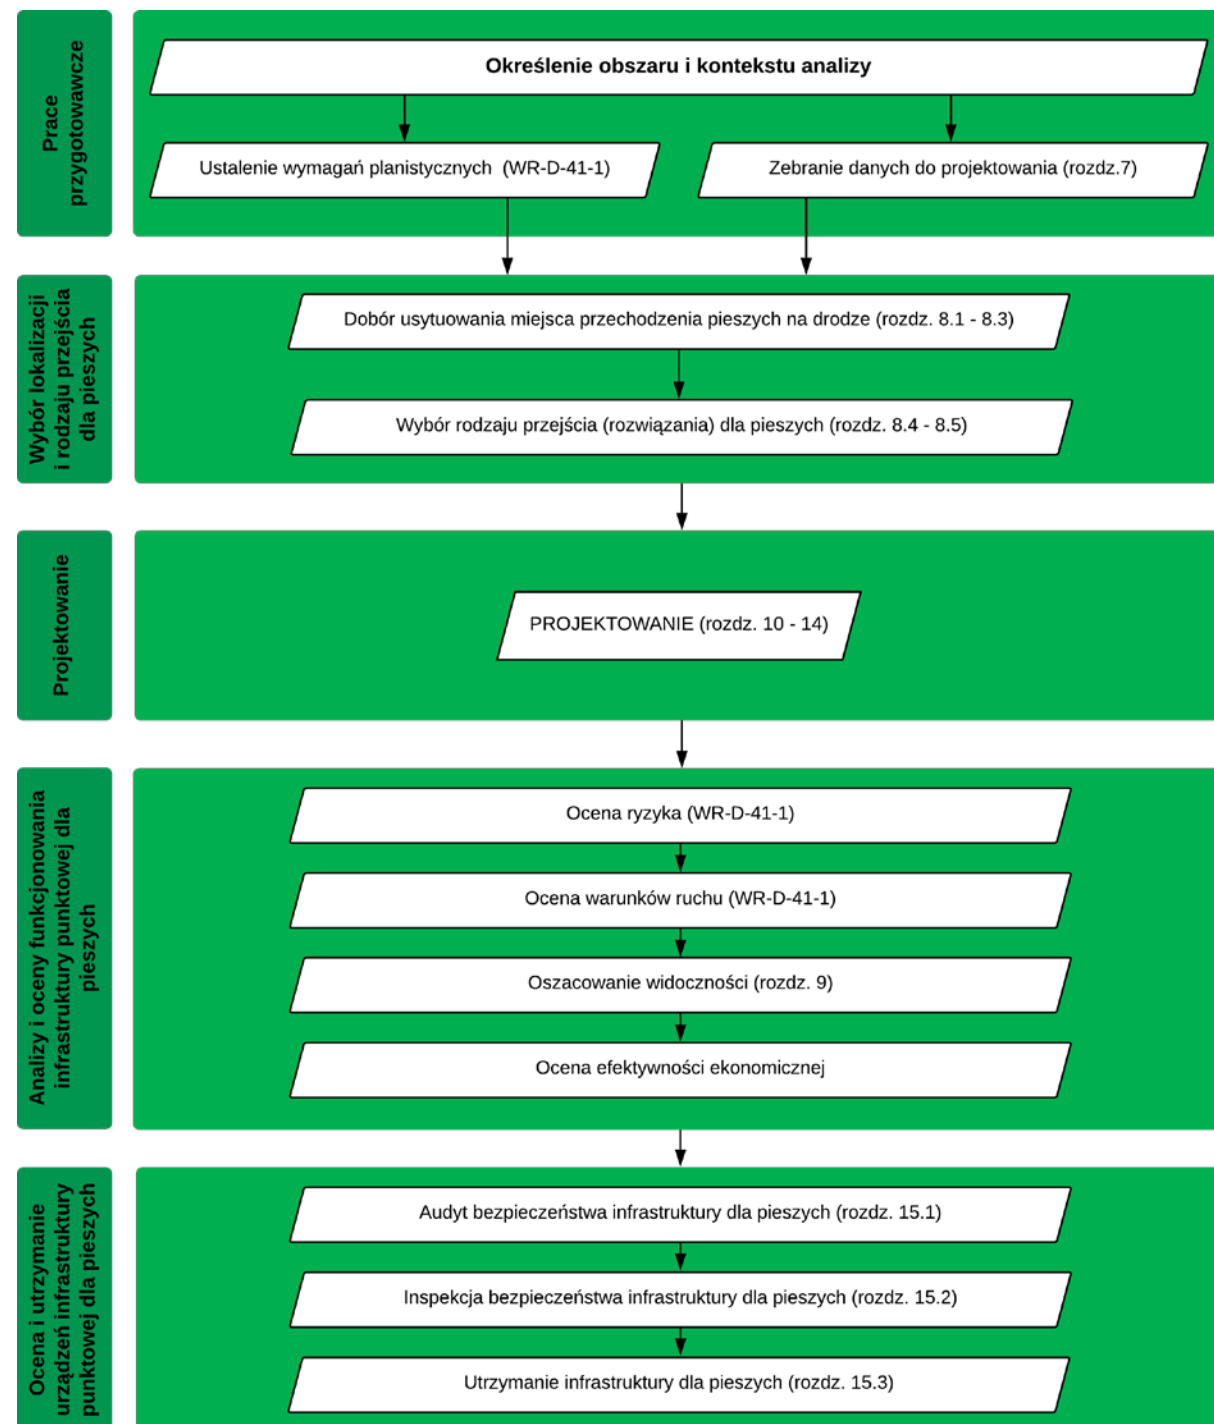 Prace
przygotowawcze
Określenie obszaru i kontekstu analizy
Ustalenie wymagań planistycznych (WR-D-41-1)
Zebranie danych do projektowania (rozdz.7)
Wybór lokalizacji
i rodzaju przejścia
dla pieszych
Dobór usytuowania miejsca przechodzenia pieszych na drodze (rozdz. 8.1 - 8.3)
Wybór rodzaju przejścia (rozwiązania) dla pieszych (rozdz. 8.4 - 8.5)
Projektowanie
PROJEKTOWANIE (rozdz. 10 - 14)
Analizy i oceny funkcjonowania
infrastruktury punktowej dla
pieszych
Ocena ryzyka (WR-D-41-1)
Ocena warunków ruchu (WR-D-41-1)
Oszacowanie widoczności (rozdz. 9)
Ocena efektywności ekonomicznej
Ocena i utrzymanie
urządzeń infrastruktury
punktowej dla pieszych
Audyt bezpieczeństwa infrastruktury dla pieszych (rozdz. 15.1)
Inspekcja bezpieczeństwa infrastruktury dla pieszych (rozdz. 15.2)
Utrzymanie infrastruktury dla pieszych (rozdz. 15.3)